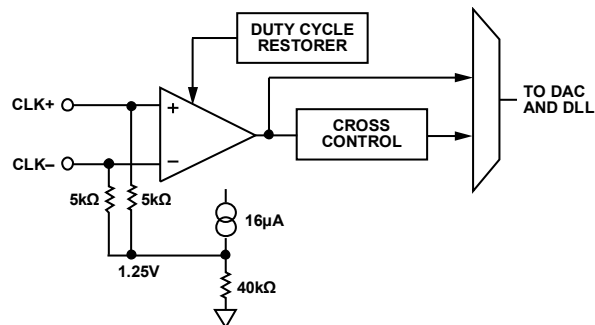 DUTY CYCLE
RESTORER
CLK+
+
TO DAC
AND DLL
CROSS
CONTROL
CLK–
–
5kΩ
5kΩ
16µA
1.25V
40kΩ